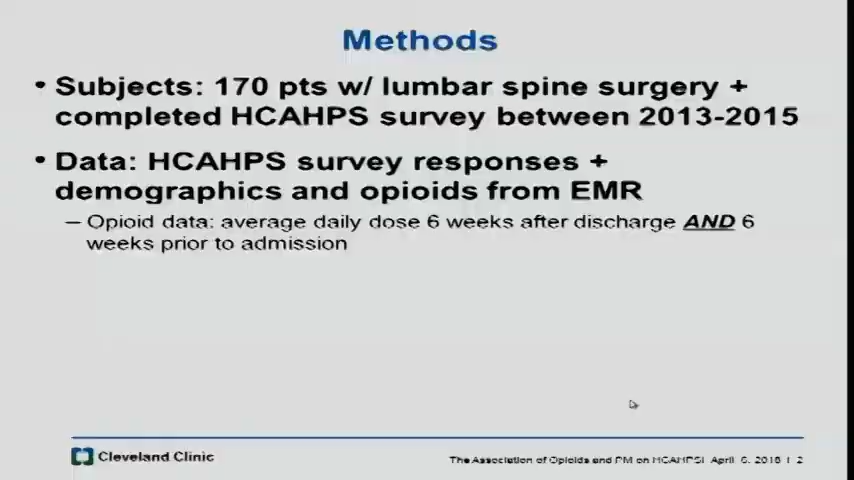 Methods
• Subjects: 170 pts w/ lumbar spine surgery +
completed HCAHPS survey between 2013-2015
• Data: HCAHPS survey responses +
demographics and opioids from EMR
– Opioid data: average daily dose 6 weeks after discharge AND 6
weeks prior to admission
Cleveland Clinic
The Association of Opioids and PM on HCAHPS| April 6, 2016 | 2